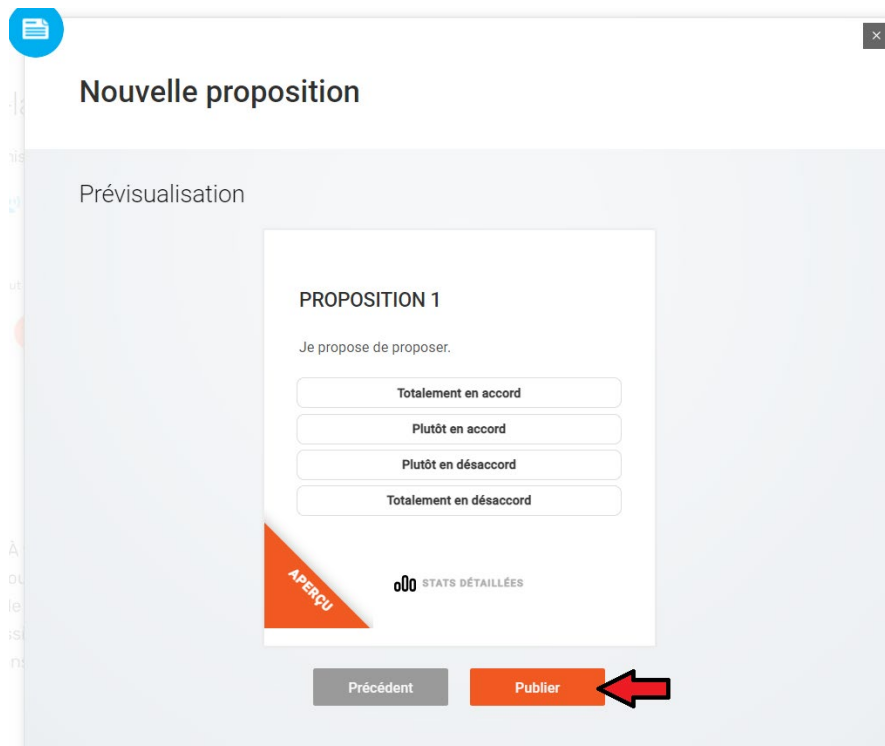 Nouvelle proposition
Prévisualisation
PROPOSITION 1
Je propose de proposer.
Totalement en accord
Plutôt en accord
Plutôt en désaccord
Totalement en désaccord
APERÇU
STATS DÉTAILLÉES
Précédent
Publier